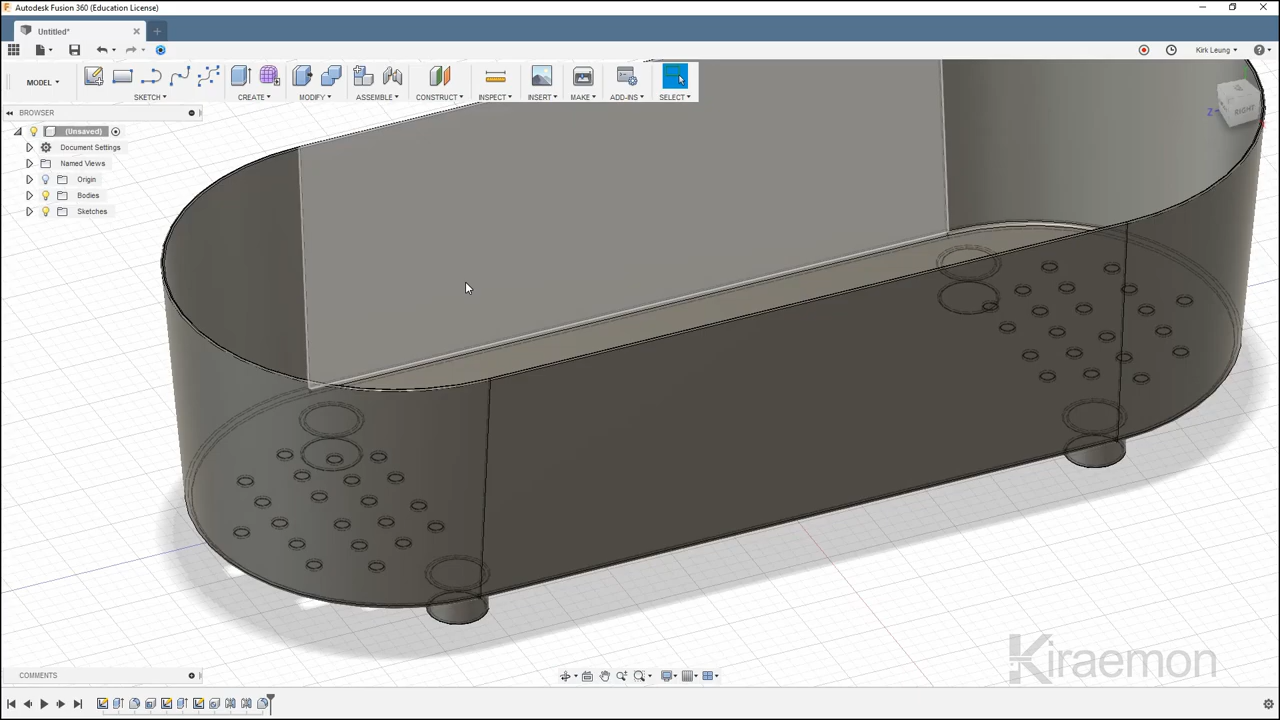 Autodesk Fusion 360 (Education License)
Untitled*
Kirk Leung
MODEL
SKETCH
CREATE
MODIFY
ASSEMBLE
CONSTRUCT
INSPECT
INSERT
MAKE
ADD-INS
SELECT
BROWSER
(Unsaved)
Document Settings
Named Views
Origin
Bodies
Sketches
Z
RIGHT
Kiraemon
COMMENTS